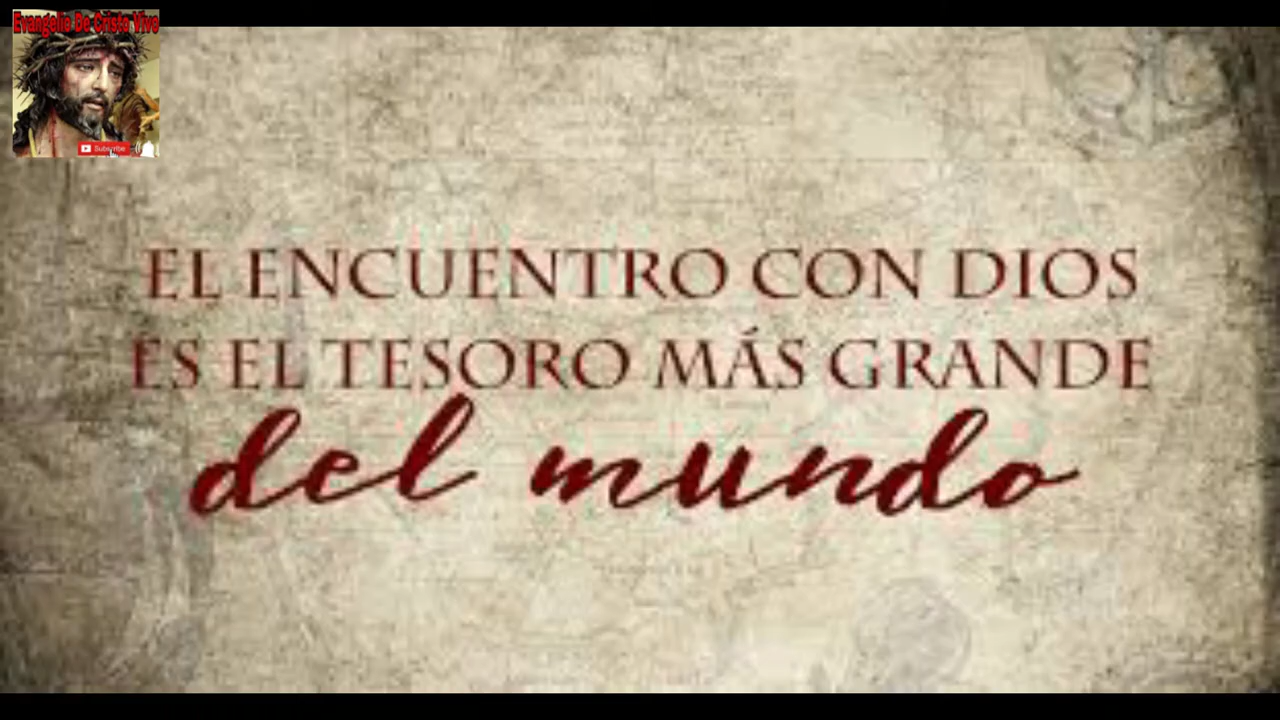 Evangelio De Cristo Vivo
Subscribe
EL ENCUENTRO CON DIOS
ES EL TESORO MÁS GRANDE
del mundo